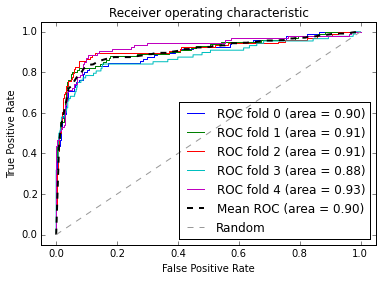 Receiver operating characteristic
True Positive Rate
1.0
0.8
0.6
0.4
0.2
0.0
ROC fold 0 (area = 0.90)
ROC fold 1 (area = 0.91)
ROC fold 2 (area = 0.91)
ROC fold 3 (area = 0.88)
ROC fold 4 (area = 0.93)
Mean ROC (area = 0.90)
Random
0.0 0.2 0.4 0.6 0.8 1.0
False Positive Rate